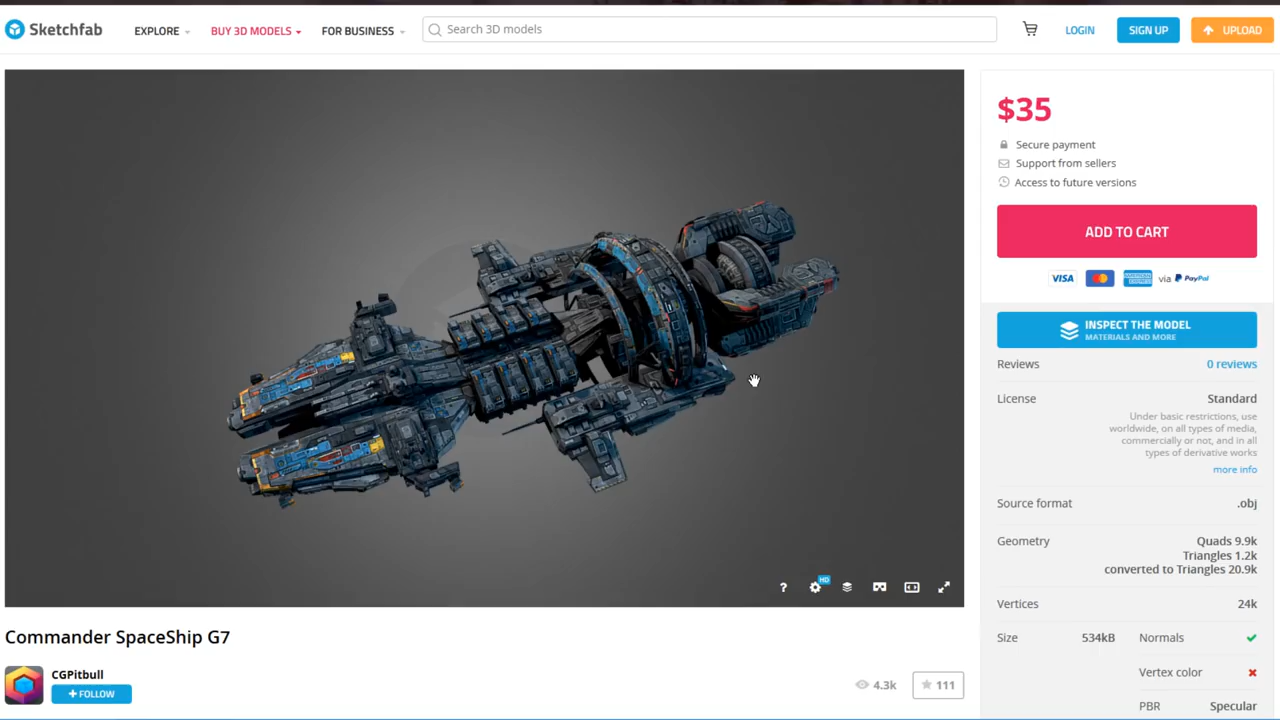 Sketchfab
EXPLORE
BUY 3D MODELS
FOR BUSINESS
Search 3D models
LOGIN
SIGN UP
UPLOAD
$35
Secure payment
Support from sellers
Access to future versions
ADD TO CART
VISA
AMERICAN EXPRESS
via PayPal
INSPECT THE MODEL
MATERIALS AND MORE
Reviews 0 reviews
License Standard
Under basic restrictions, use
worldwide, on all types of media,
commercially or not, and in all
types of derivative works
more info
Source format .obj
Geometry Quads 9.9k
Triangles 1.2k
converted to Triangles 20.9k
Vertices 24k
Size 534kB Normals
Vertex color
PBR Specular
? HD
Commander SpaceShip G7
CGPitbull
+ FOLLOW
4.3k
111